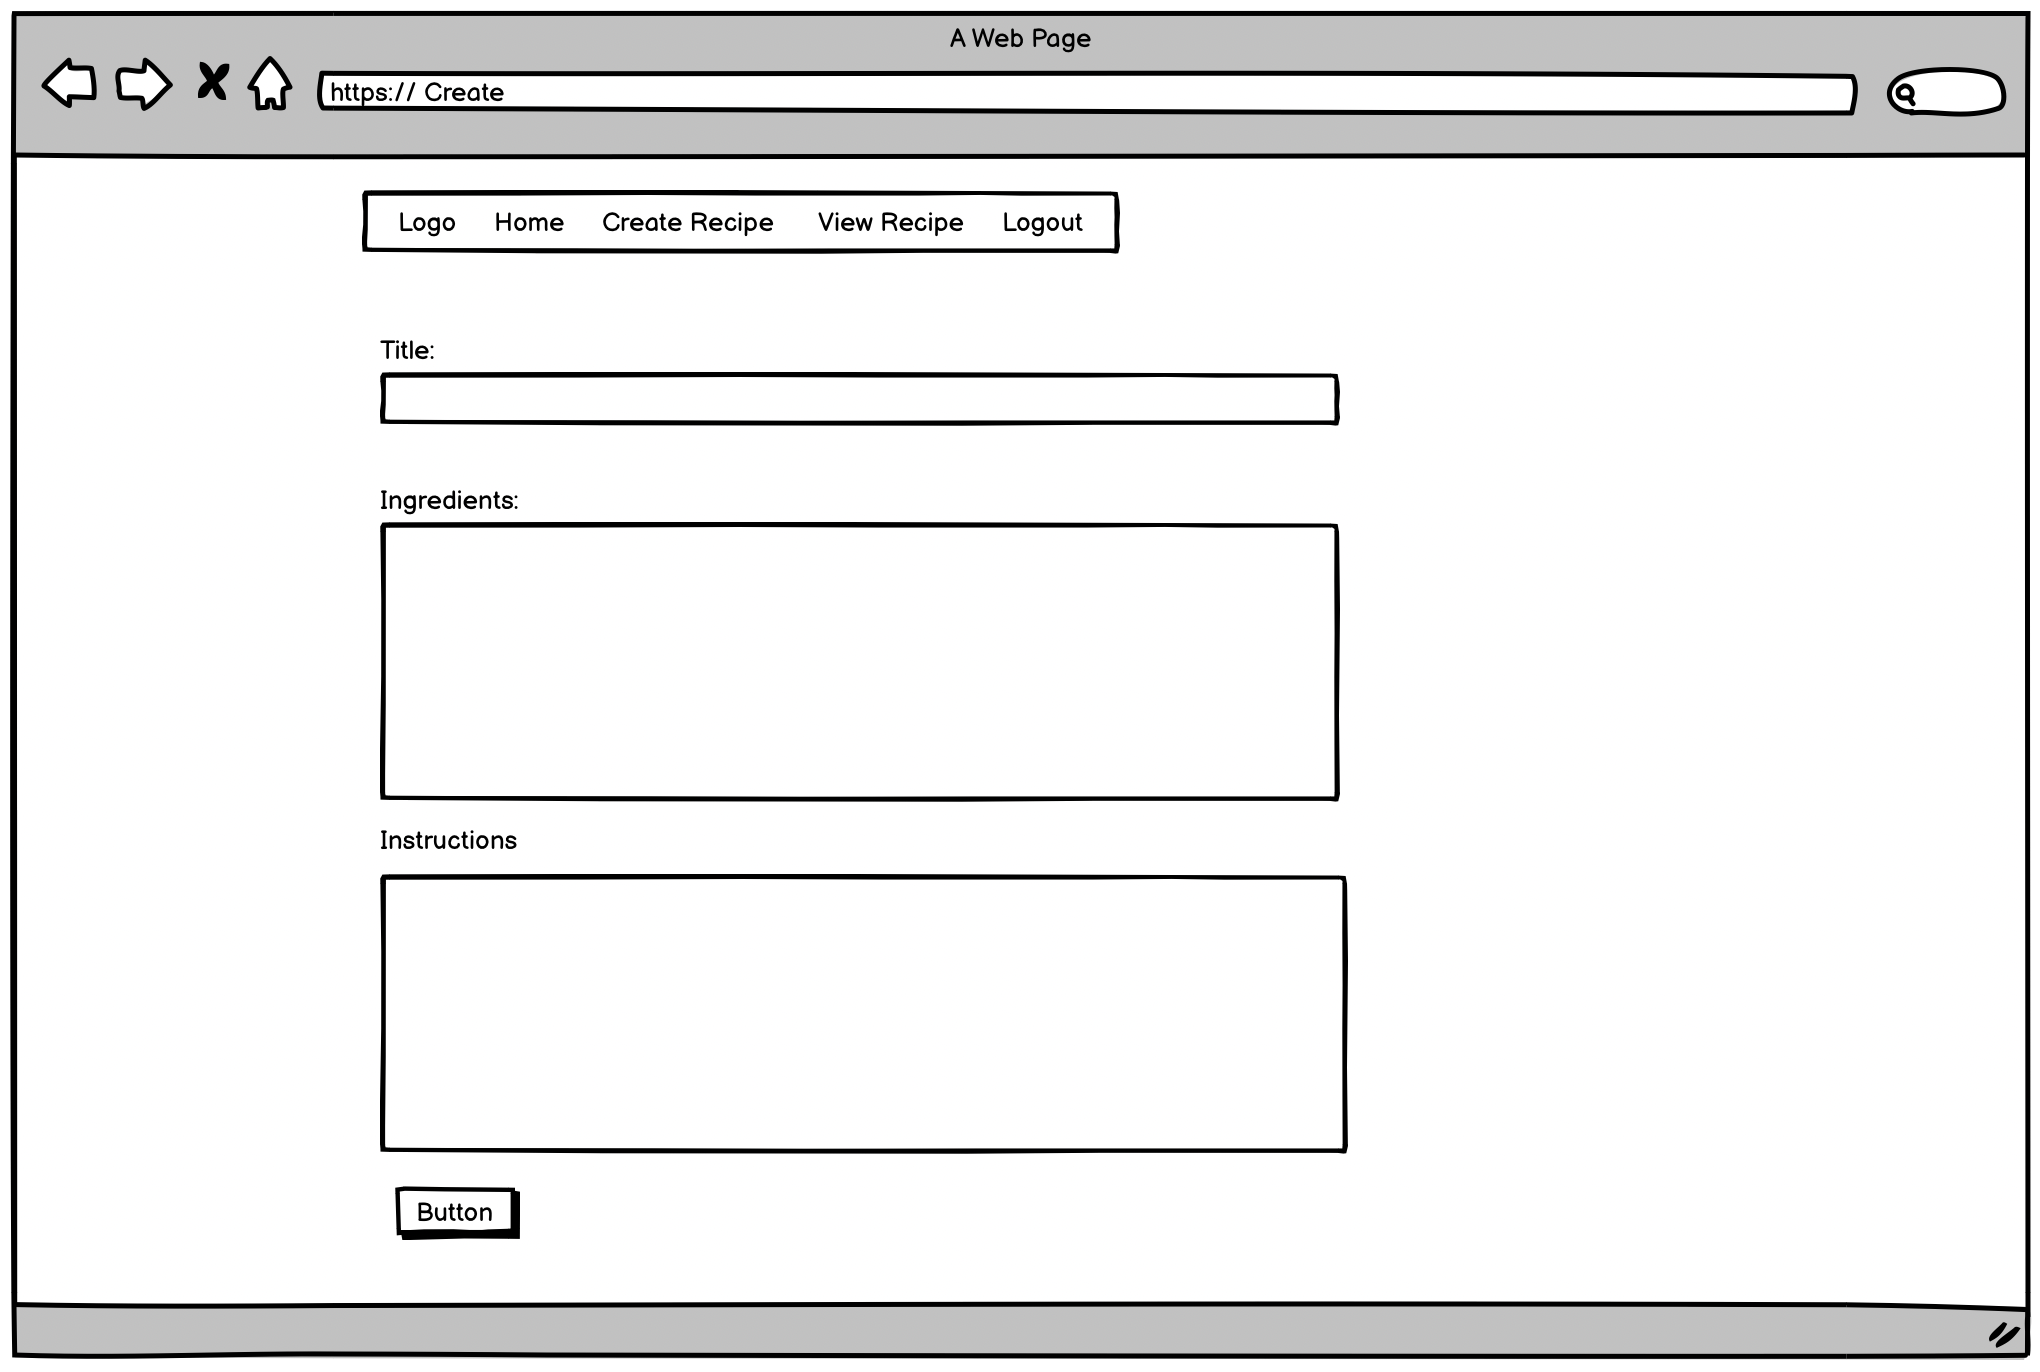 A Web Page
https:// Create
Logo Home Create Recipe View Recipe Logout
Title:
Ingredients:
Instructions
Button